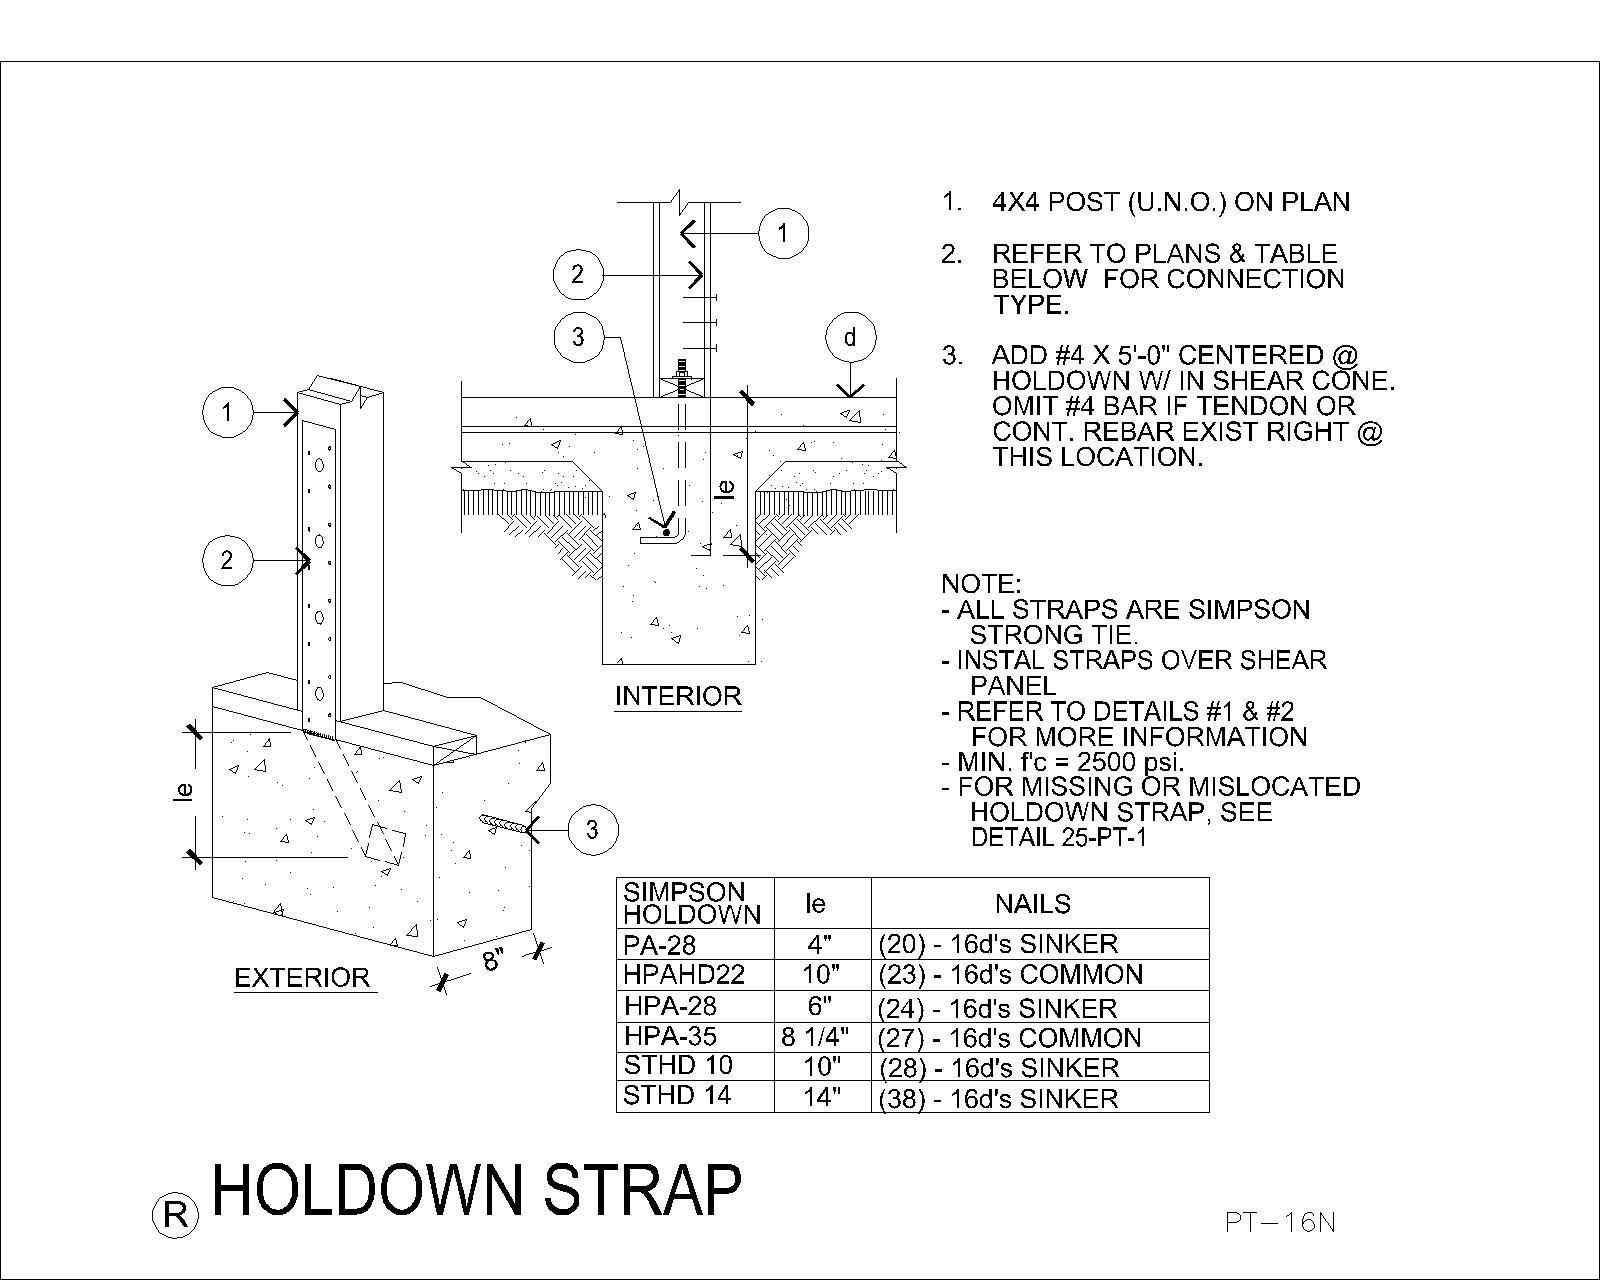 1. 4X4 POST (U.N.O.) ON PLAN
2. REFER TO PLANS & TABLE
BELOW FOR CONNECTION
TYPE.
3. ADD #4 X 5'-0" CENTERED @
HOLDOWN W/ IN SHEAR CONE.
OMIT #4 BAR IF TENDON OR
CONT. REBAR EXIST RIGHT @
THIS LOCATION.
1
2
3
d
le
INTERIOR
1
2
le
3
8"
EXTERIOR
NOTE:
- ALL STRAPS ARE SIMPSON
STRONG TIE.
- INSTAL STRAPS OVER SHEAR
PANEL
- REFER TO DETAILS #1 & #2
FOR MORE INFORMATION
- MIN. f'c = 2500 psi.
- FOR MISSING OR MISLOCATED
HOLDOWN STRAP, SEE
DETAIL 25-PT-1
SIMPSON
HOLDOWN
le
NAILS
PA-28 4" (20) - 16d's SINKER
HPAHD22 10" (23) - 16d's COMMON
HPA-28 6" (24) - 16d's SINKER
HPA-35 8 1/4" (27) - 16d's COMMON
STHD 10 10" (28) - 16d's SINKER
STHD 14 14" (38) - 16d's SINKER
R HOLDOWN STRAP
PT-16N